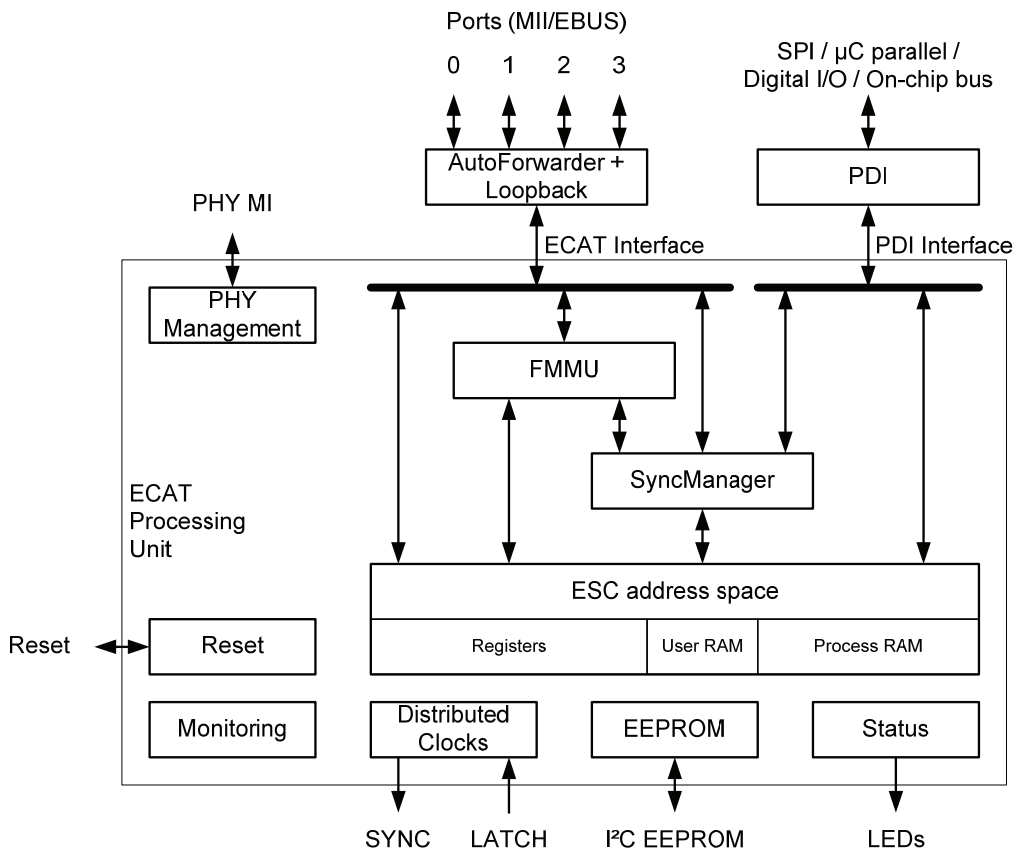 Ports (MII/EBUS)
0 1 2 3
SPI / µC parallel /
Digital I/O / On-chip bus
AutoForwarder +
Loopback
PDI
PHY MI
ECAT Interface
PDI Interface
PHY
Management
FMMU
SyncManager
ECAT
Processing
Unit
ESC address space
Reset
Reset
Registers
User RAM
Process RAM
Monitoring
Distributed
Clocks
EEPROM
Status
SYNC
LATCH
I²C EEPROM
LEDs